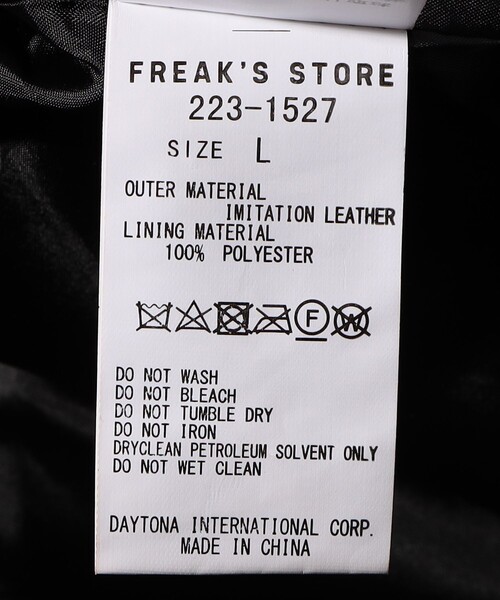 FREAK'S STORE
223-1527
SIZE L
OUTER MATERIAL
IMITATION LEATHER
LINING MATERIAL
100% POLYESTER
F W
DO NOT WASH
DO NOT BLEACH
DO NOT TUMBLE DRY
DO NOT IRON
DRYCLEAN PETROLEUM SOLVENT ONLY
DO NOT WET CLEAN
DAYTONA INTERNATIONAL CORP.
MADE IN CHINA